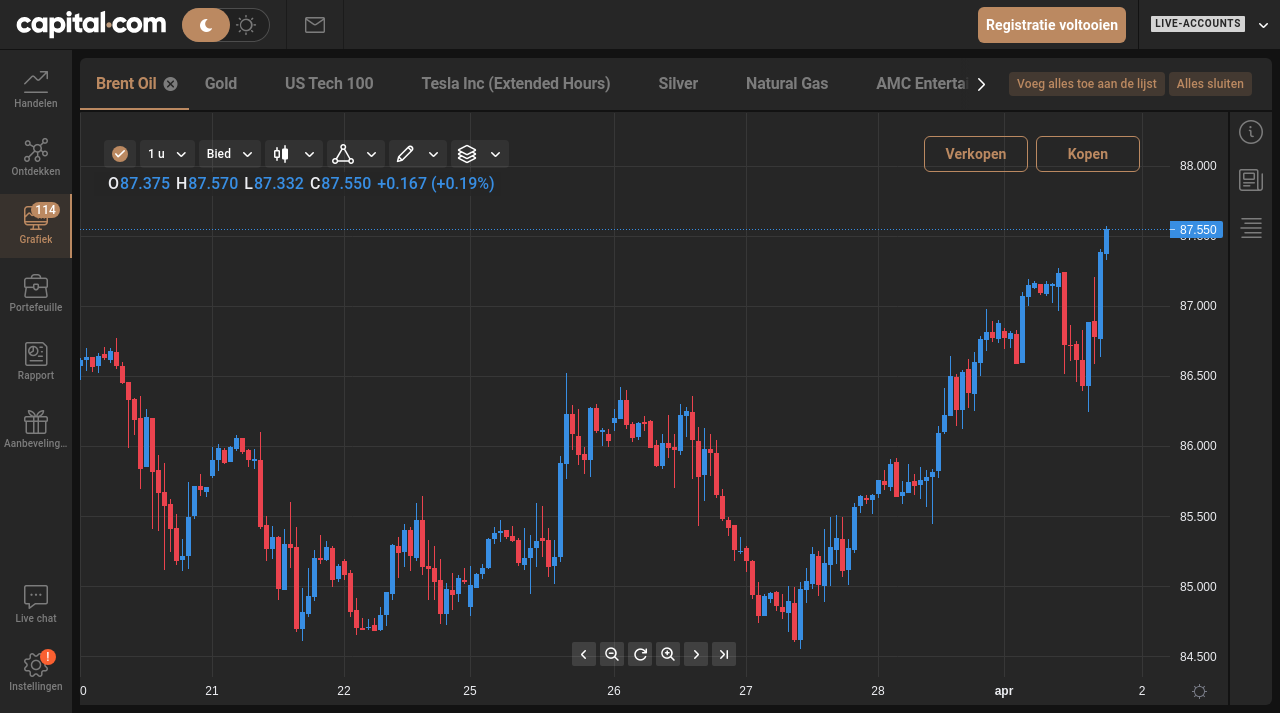 capital.com
Registratie voltooien
LIVE-ACCOUNTS
Handelen
Ontdekken
114
Grafiek
Portefeuille
Rapport
Aanbeveling...
Live chat
!
Instellingen
Brent Oil
Gold
US Tech 100
Tesla Inc (Extended Hours)
Silver
Natural Gas
AMC Enterta
Voeg alles toe aan de lijst
Alles sluiten
1 u
Bied
Verkopen
Kopen
O87.375 H87.570 L87.332 C87.550 +0.167 (+0.19%)
88.000
87.550
87.000
86.500
86.000
85.500
85.000
84.500
0
21
22
25
26
27
28
apr
2